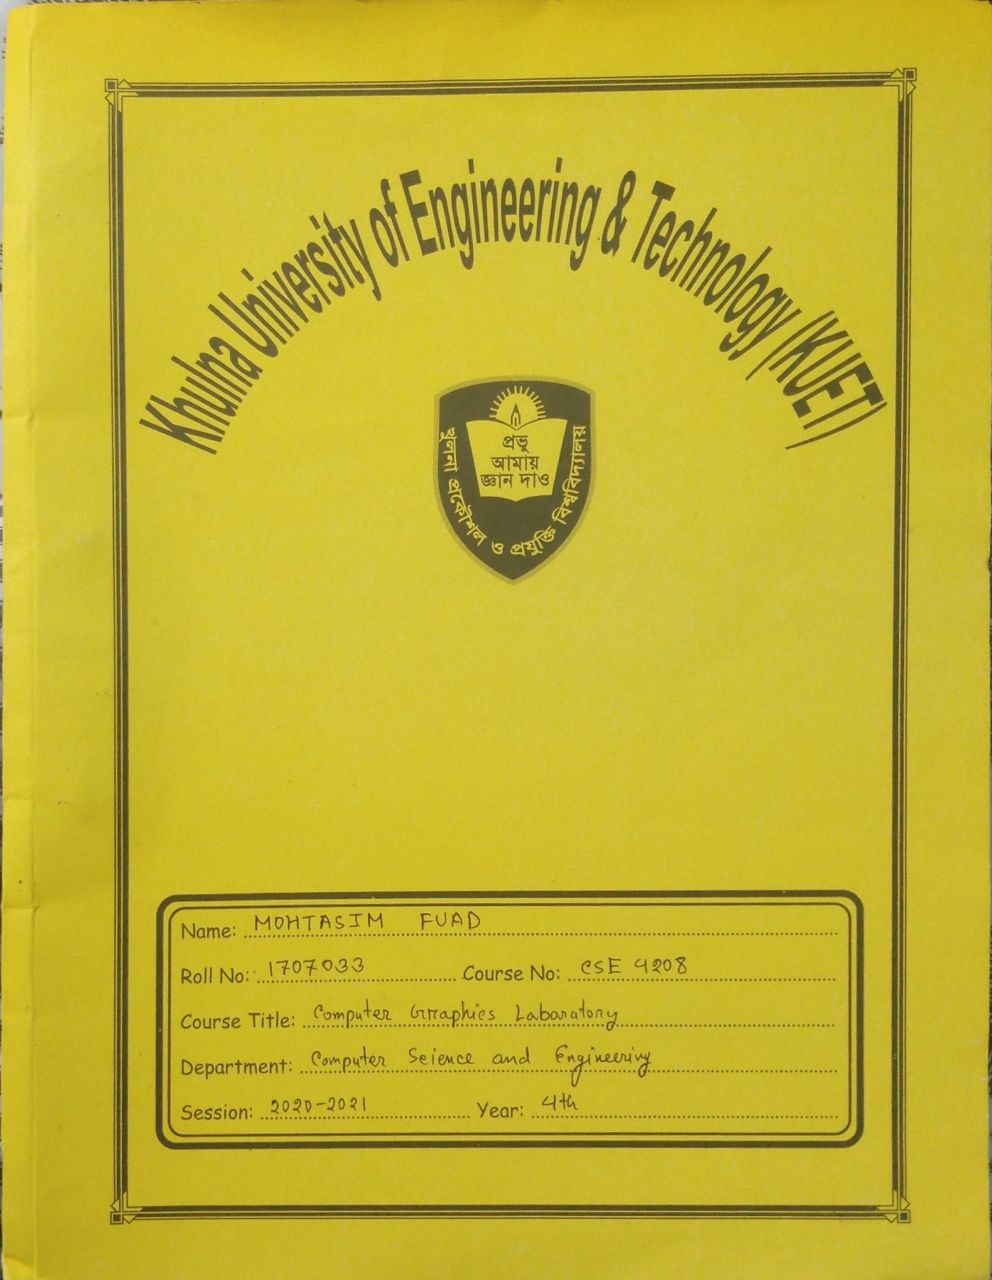 Khulna University of Engineering & Technology (KUET)
প্রভু
আমায়
জ্ঞান দাও
খুলনা প্রকৌশল ও প্রযুক্তি বিশ্ববিদ্যালয়
Name: MOHTASIM FUAD
Roll No: 1707033 Course No: CSE 4208
Course Title: Computer Graphics Laboratory
Department: Computer Science and Engineering
Session: 2020-2021 Year: 4th